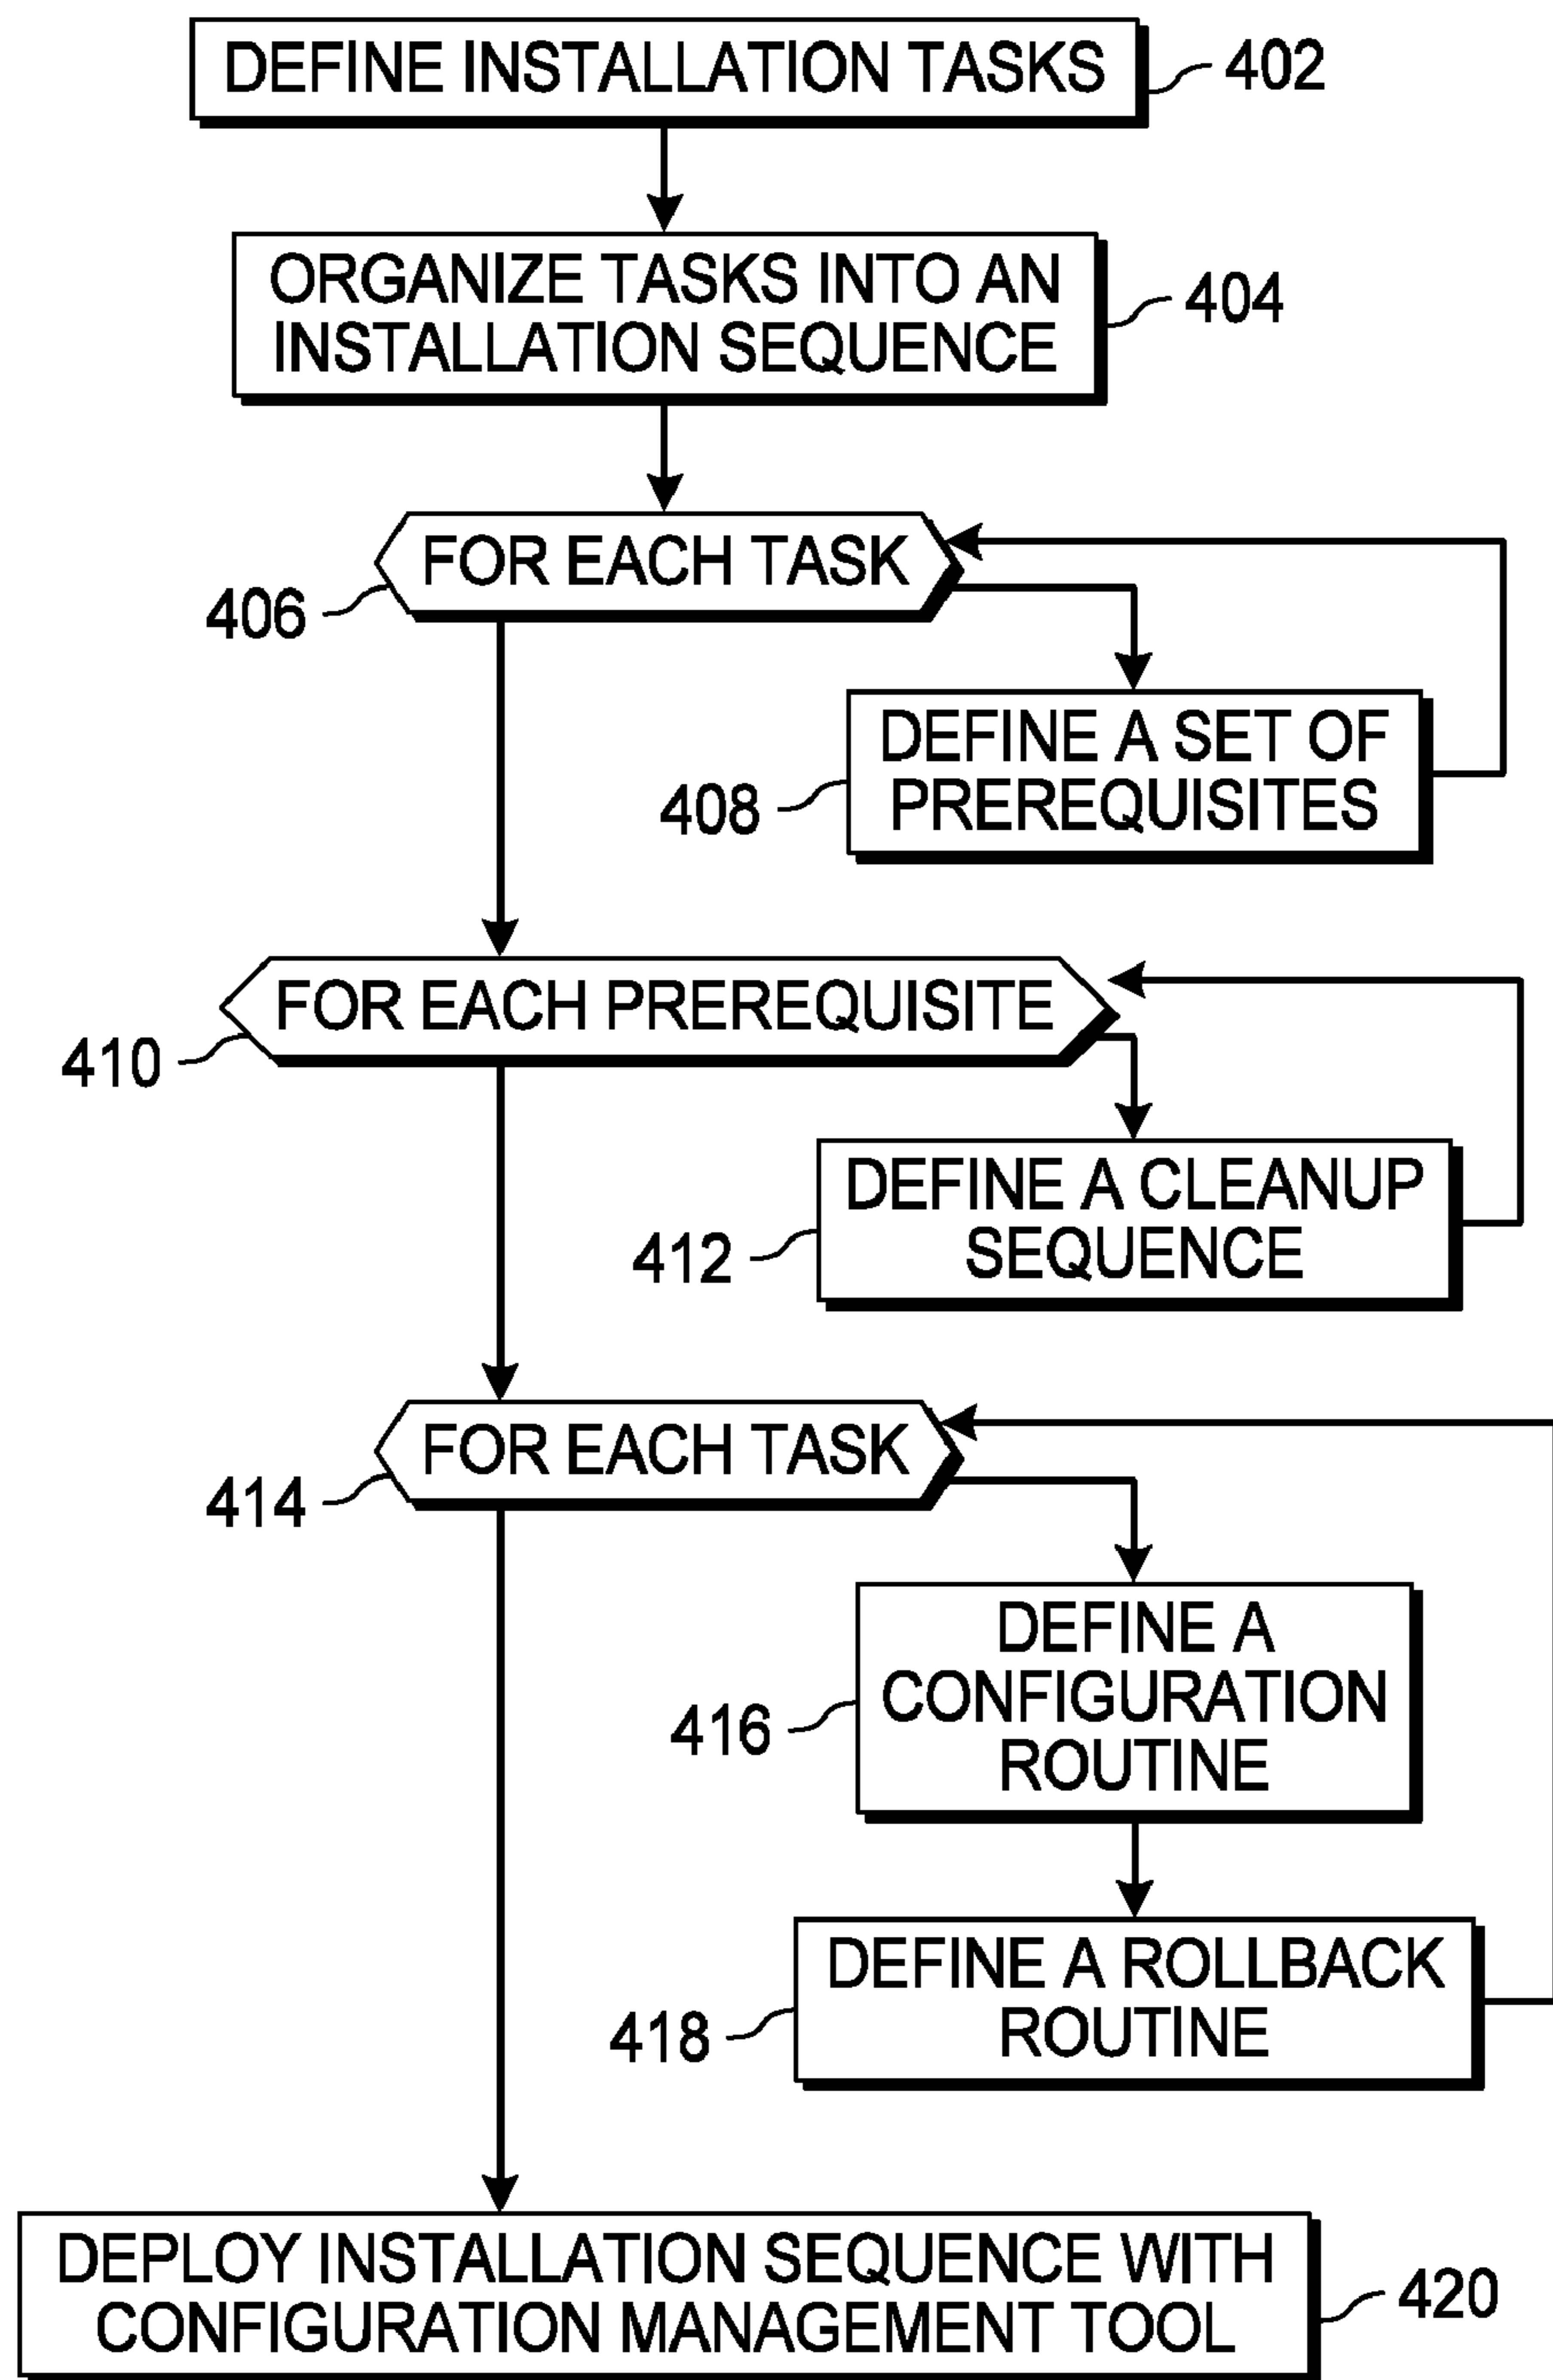 DEFINE INSTALLATION TASKS
402
ORGANIZE TASKS INTO AN
INSTALLATION SEQUENCE
404
FOR EACH TASK
406
DEFINE A SET OF
PREREQUISITES
408
FOR EACH PREREQUISITE
410
DEFINE A CLEANUP
SEQUENCE
412
FOR EACH TASK
414
DEFINE A
CONFIGURATION
ROUTINE
416
DEFINE A ROLLBACK
ROUTINE
418
DEPLOY INSTALLATION SEQUENCE WITH
CONFIGURATION MANAGEMENT TOOL
420